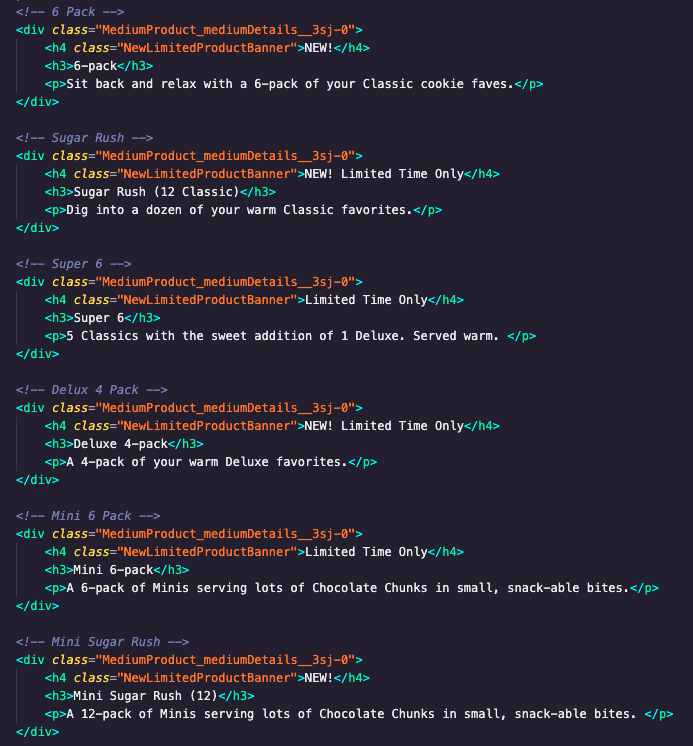 <!-- 6 Pack -->
<div class="MediumProduct_mediumDetails__3sj-0">
    <h4 class="NewLimitedProductBanner">NEW!</h4>
    <h3>6-pack</h3>
    <p>Sit back and relax with a 6-pack of your Classic cookie faves.</p>
</div>

<!-- Sugar Rush -->
<div class="MediumProduct_mediumDetails__3sj-0">
    <h4 class="NewLimitedProductBanner">NEW! Limited Time Only</h4>
    <h3>Sugar Rush (12 Classic)</h3>
    <p>Dig into a dozen of your warm Classic favorites.</p>
</div>

<!-- Super 6 -->
<div class="MediumProduct_mediumDetails__3sj-0">
    <h4 class="NewLimitedProductBanner">Limited Time Only</h4>
    <h3>Super 6</h3>
    <p>5 Classics with the sweet addition of 1 Deluxe. Served warm. </p>
</div>

<!-- Delux 4 Pack -->
<div class="MediumProduct_mediumDetails__3sj-0">
    <h4 class="NewLimitedProductBanner">NEW! Limited Time Only</h4>
    <h3>Deluxe 4-pack</h3>
    <p>A 4-pack of your warm Deluxe favorites.</p>
</div>

<!-- Mini 6 Pack -->
<div class="MediumProduct_mediumDetails__3sj-0">
    <h4 class="NewLimitedProductBanner">Limited Time Only</h4>
    <h3>Mini 6-pack</h3>
    <p>A 6-pack of Minis serving lots of Chocolate Chunks in small, snack-able bites.</p>
</div>

<!-- Mini Sugar Rush -->
<div class="MediumProduct_mediumDetails__3sj-0">
    <h4 class="NewLimitedProductBanner">NEW!</h4>
    <h3>Mini Sugar Rush (12)</h3>
    <p>A 12-pack of Minis serving lots of Chocolate Chunks in small, snack-able bites. </p>
</div>